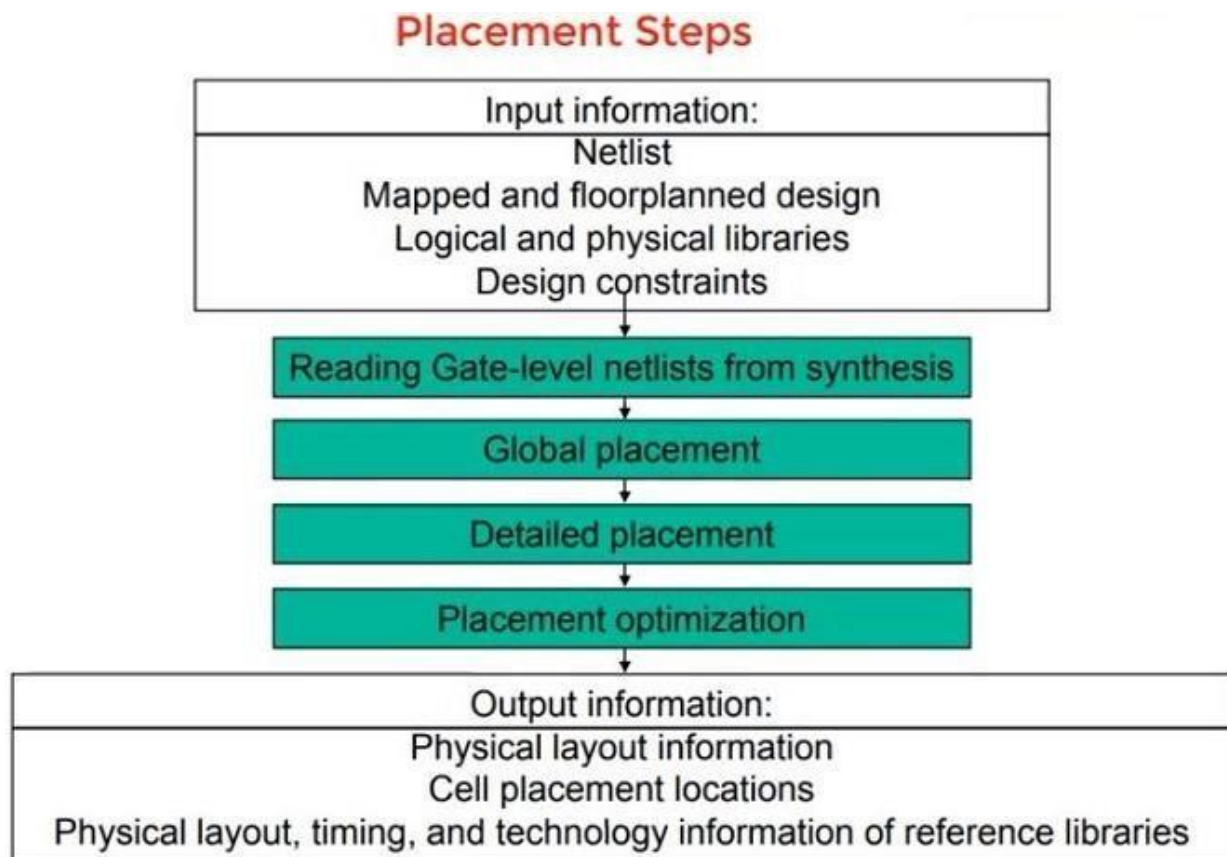 Placement Steps
Input information:
Netlist
Mapped and floorplanned design
Logical and physical libraries
Design constraints
Reading Gate-level netlists from synthesis
Global placement
Detailed placement
Placement optimization
Output information:
Physical layout information
Cell placement locations
Physical layout, timing, and technology information of reference libraries